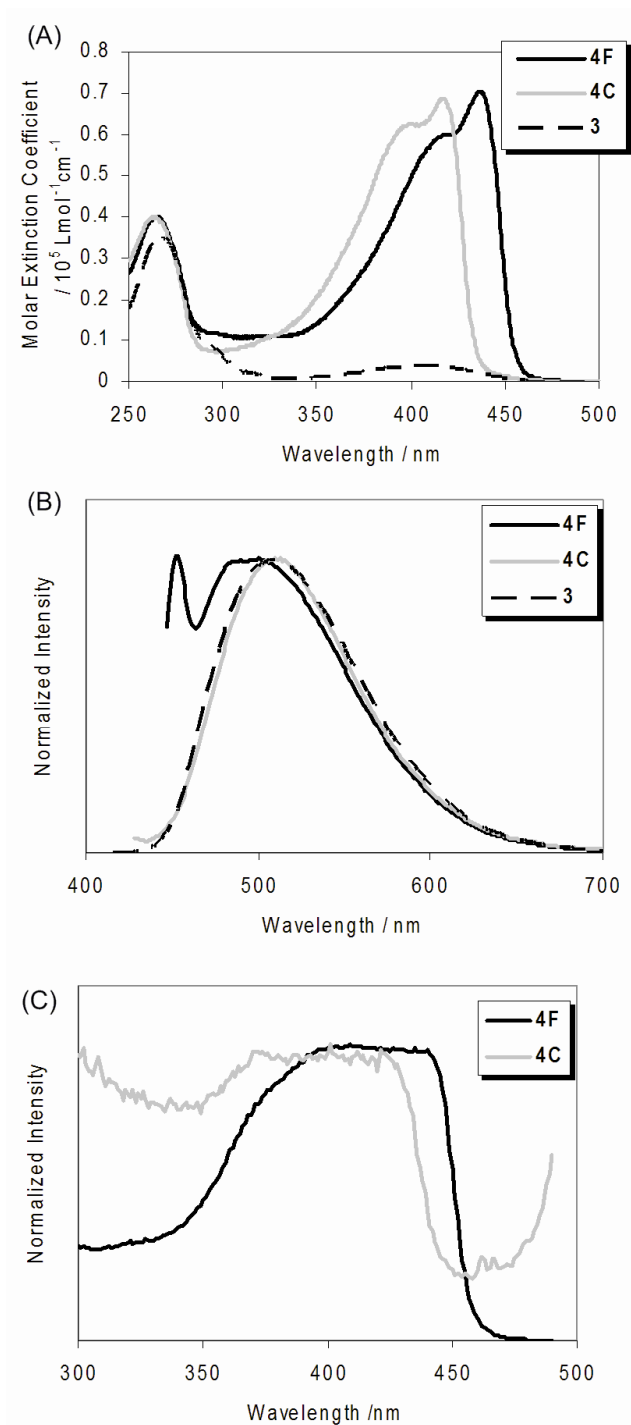 (A)
Molar Extinction Coefficient
/ 10⁵ Lmol⁻¹cm⁻¹
0.8
0.7
0.6
0.5
0.4
0.3
0.2
0.1
0
250 300 350 400 450 500
Wavelength / nm
4F
4C
3
(B)
Normalized Intensity
4F
4C
3
400 500 600 700
Wavelength / nm
(C)
Normalized Intensity
4F
4C
300 350 400 450 500
Wavelength /nm